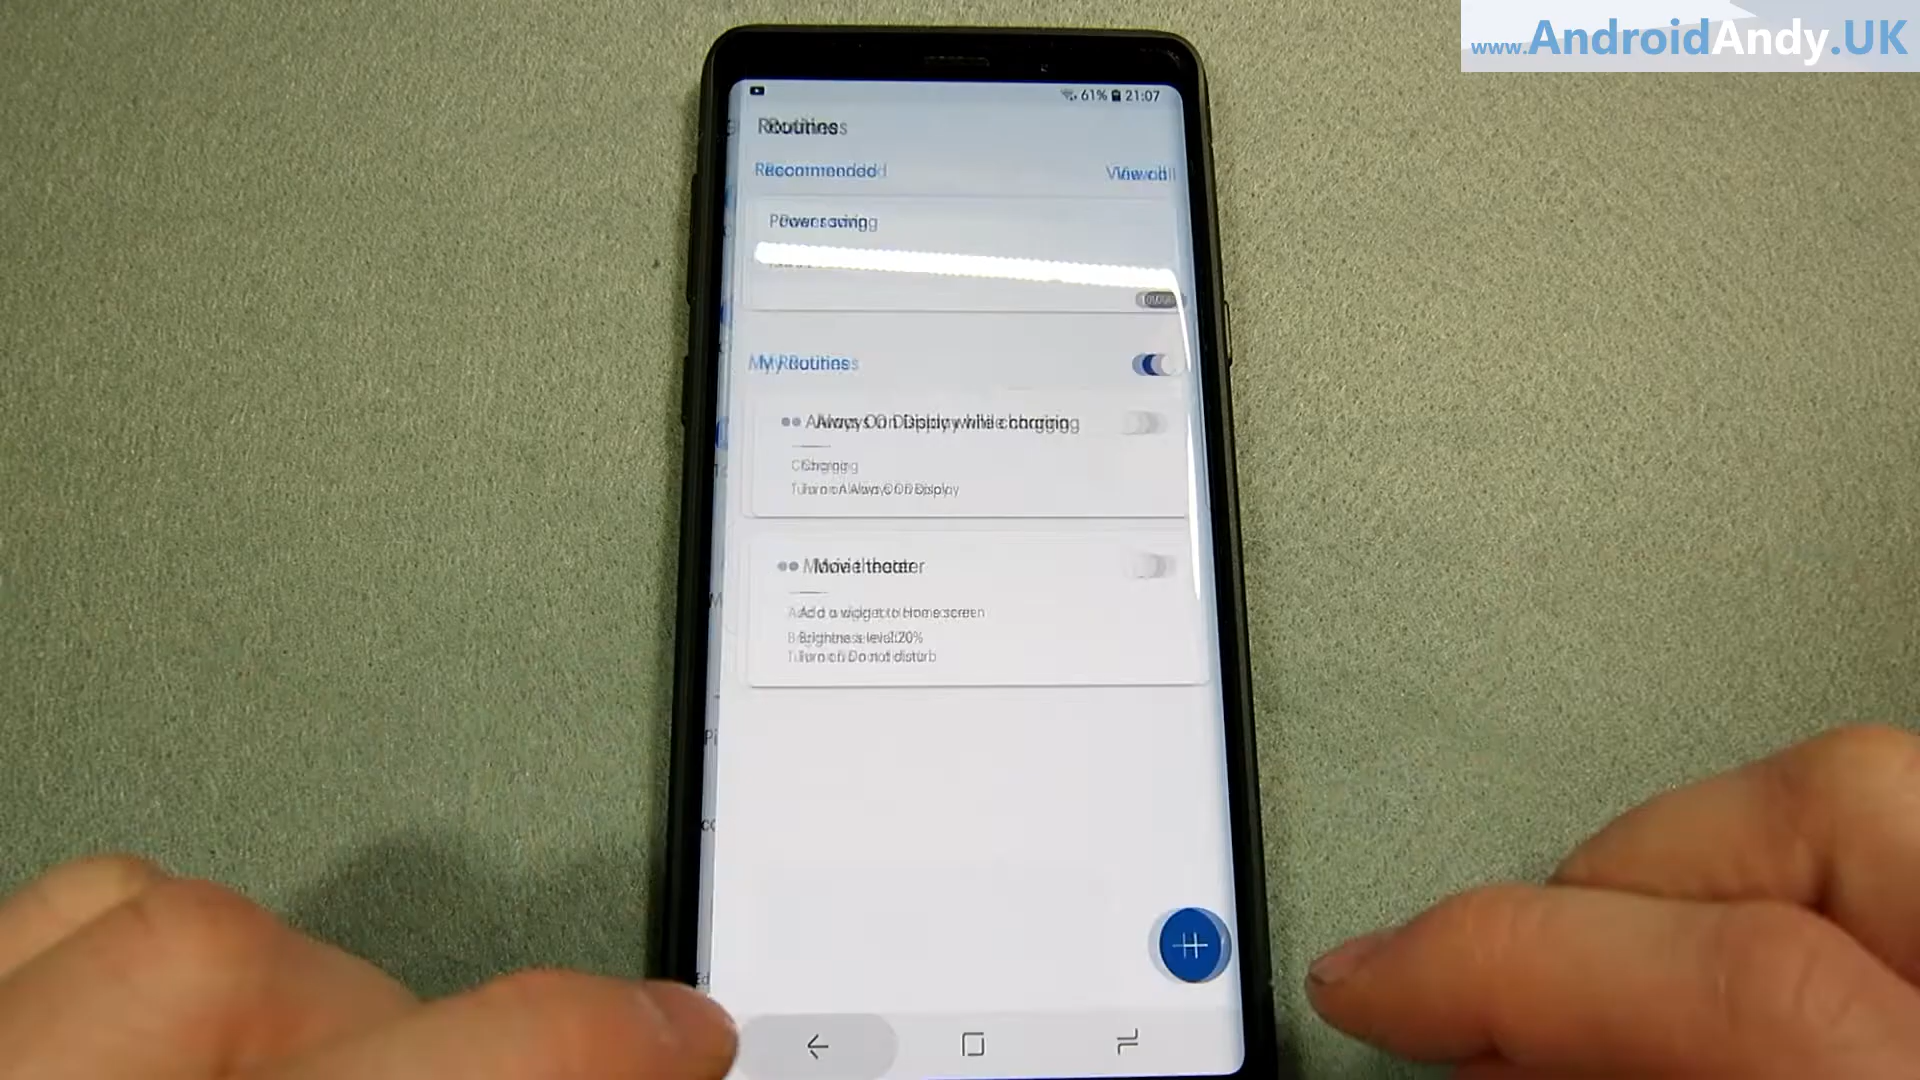 www.AndroidAndy.UK
61% 21:07
Routines
Recommended View all
Power saving
My Routines
Always On Display while charging
Charging
Turn on Always On Display
Movie theater
Add a widget to Home screen
Brightness level: 20%
Turn on Do not disturb